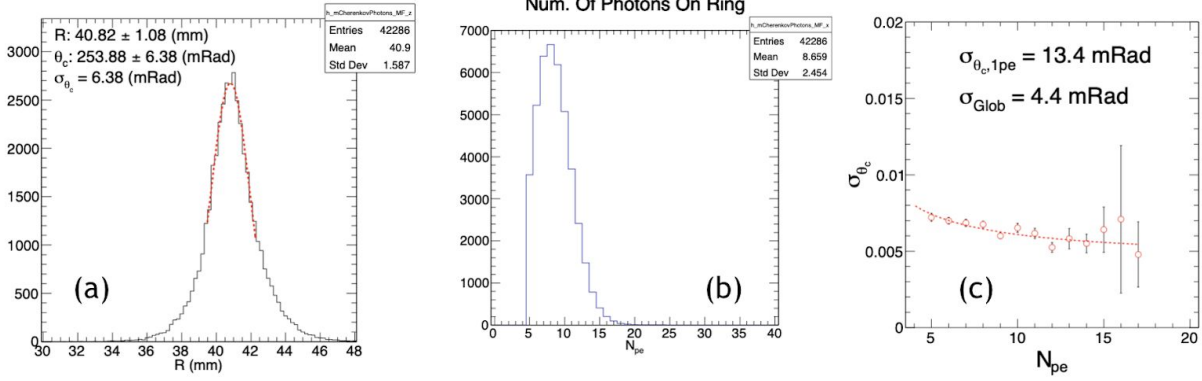 h_mCherenkovPhotons_MF_z
Entries 42286
Mean 40.9
Std Dev 1.587
R: 40.82 ± 1.08 (mm)
θc: 253.88 ± 6.38 (mRad)
σθc = 6.38 (mRad)
3000
2500
2000
1500
1000
500
0
(a)
30 32 34 36 38 40 42 44 46 48
R (mm)
Num. Of Photons On Ring
h_mCherenkovPhotons_MF_x
Entries 42286
Mean 8.659
Std Dev 2.454
7000
6000
5000
4000
3000
2000
1000
0
(b)
0 5 10 15 20 25 30 35 40
Npe
0.02
0.015
0.01
0.005
0
σθc
σθc,1pe = 13.4 mRad
σGlob = 4.4 mRad
(c)
5 10 15 20
Npe